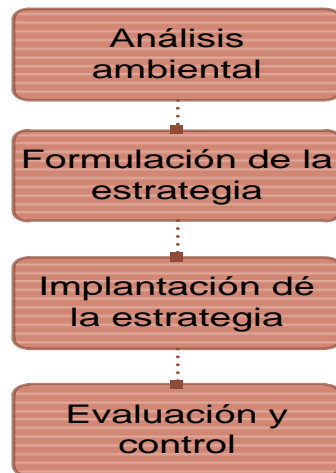 Análisis
ambiental
Formulación de la
estrategia
Implantación dé
la estrategia
Evaluación y
control